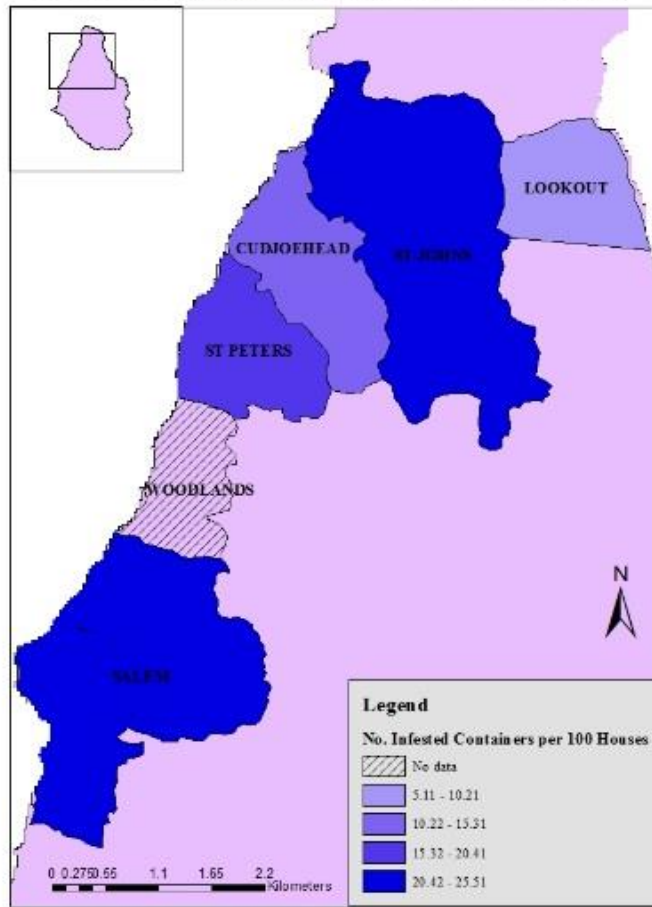 LOOKOUT
CUDJOEHEAD
ST JOHNS
ST PETERS
WOODLANDS
SALEM
N
Legend
No. Infested Containers per 100 Houses
No data
5.11 - 10.21
10.22 - 15.31
15.32 - 20.41
20.42 - 25.51
0 0.275 0.55 1.1 1.65 2.2
Kilometers